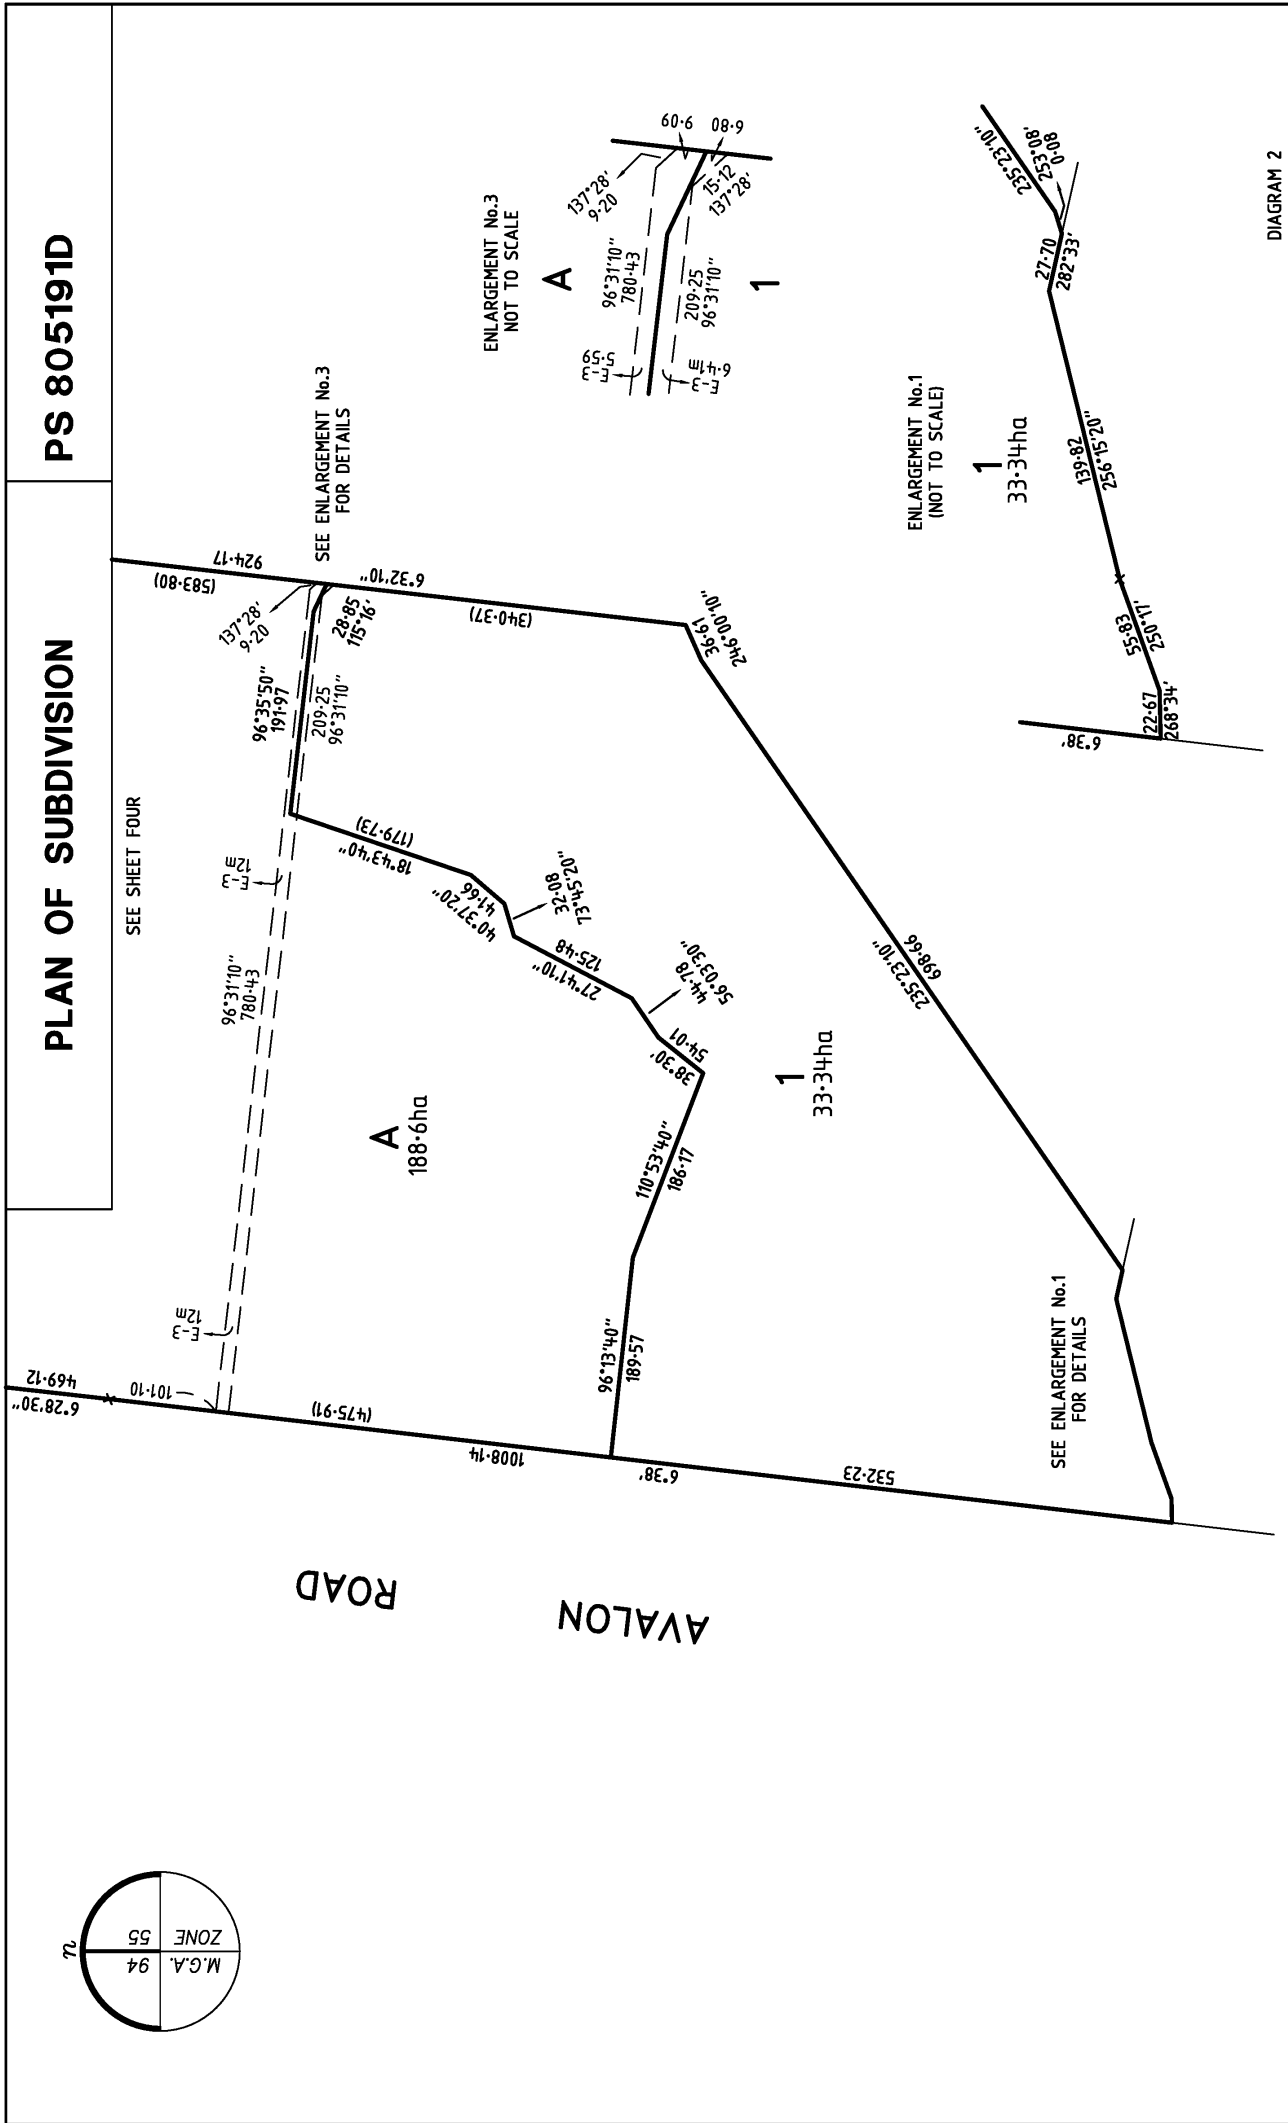 PLAN OF SUBDIVISION
PS 805191D
SEE SHEET FOUR
n
M.G.A. 94
ZONE 55
AVALON
ROAD
6°28'30"
469·12
101·10
(475·91)
1008·14
6°38'
532·23
E-3
12m
96°31'10"
780·43
E-3
12m
96°35'50"
191·97
209·25
96°31'10"
137°28'
9·20
28·85
115°16'
(583·80)
924·17
6°32'10"
(340·37)
SEE ENLARGEMENT No.3
FOR DETAILS
A
188·6ha
18°43'40"
(179·73)
40°37'20"
41·66
32·08
73°45'20"
27°41'10"
125·48
44·78
56°03'30"
38°30'
54·01
110°53'40"
186·17
96°13'40"
189·57
1
33·34ha
36·61
246°00'10"
235°23'10"
698·66
SEE ENLARGEMENT No.1
FOR DETAILS
ENLARGEMENT No.3
NOT TO SCALE
A
137°28'
9·20
96°31'10"
780·43
E-3
5·59
209·25
96°31'10"
E-3
6·41m
9·09
6·80
15·12
137°28'
1
ENLARGEMENT No.1
(NOT TO SCALE)
1
33·34ha
6°38'
22·67
268°34'
55·83
250°17'
139·82
256°15'20"
27·70
282°33'
235°23'10"
253°08'
0·08
DIAGRAM 2